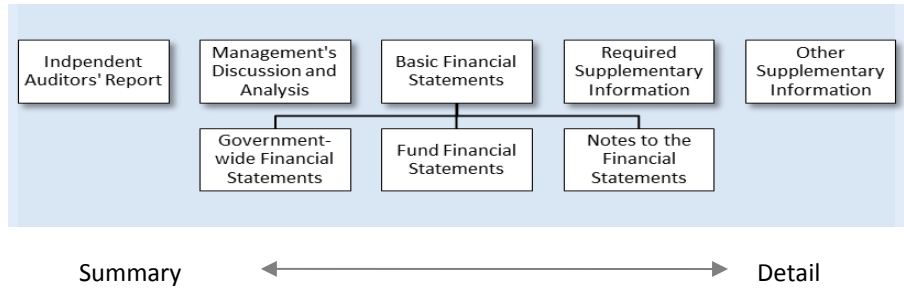 Indpendent
Auditors' Report
Management's
Discussion and
Analysis
Basic Financial
Statements
Required
Supplementary
Information
Other
Supplementary
Information
Government-
wide Financial
Statements
Fund Financial
Statements
Notes to the
Financial
Statements
Summary
Detail